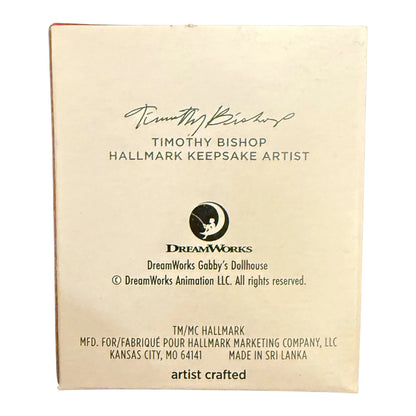 Timothy Bishop
TIMOTHY BISHOP
HALLMARK KEEPSAKE ARTIST
DREAMWORKS
DreamWorks Gabby's Dollhouse
© DreamWorks Animation LLC. All rights reserved.
TM/MC HALLMARK
MFD. FOR/FABRIQUÉ POUR HALLMARK MARKETING COMPANY, LLC
KANSAS CITY, MO 64141 MADE IN SRI LANKA
artist crafted